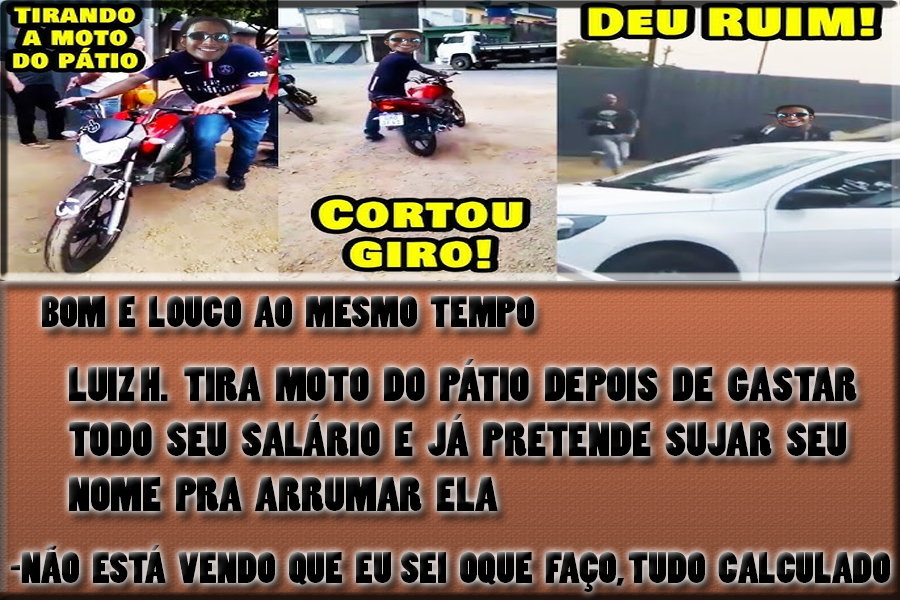 TIRANDO
A MOTO
DO PÁTIO
CORTOU
GIRO!
DEU RUIM!
QNB
BOM E LOUCO AO MESMO TEMPO
LUIZ H. TIRA MOTO DO PÁTIO DEPOIS DE GASTAR
TODO SEU SALÁRIO E JÁ PRETENDE SUJAR SEU
NOME PRA ARRUMAR ELA
-NÃO ESTÁ VENDO QUE EU SEI OQUE FAÇO, TUDO CALCULADO